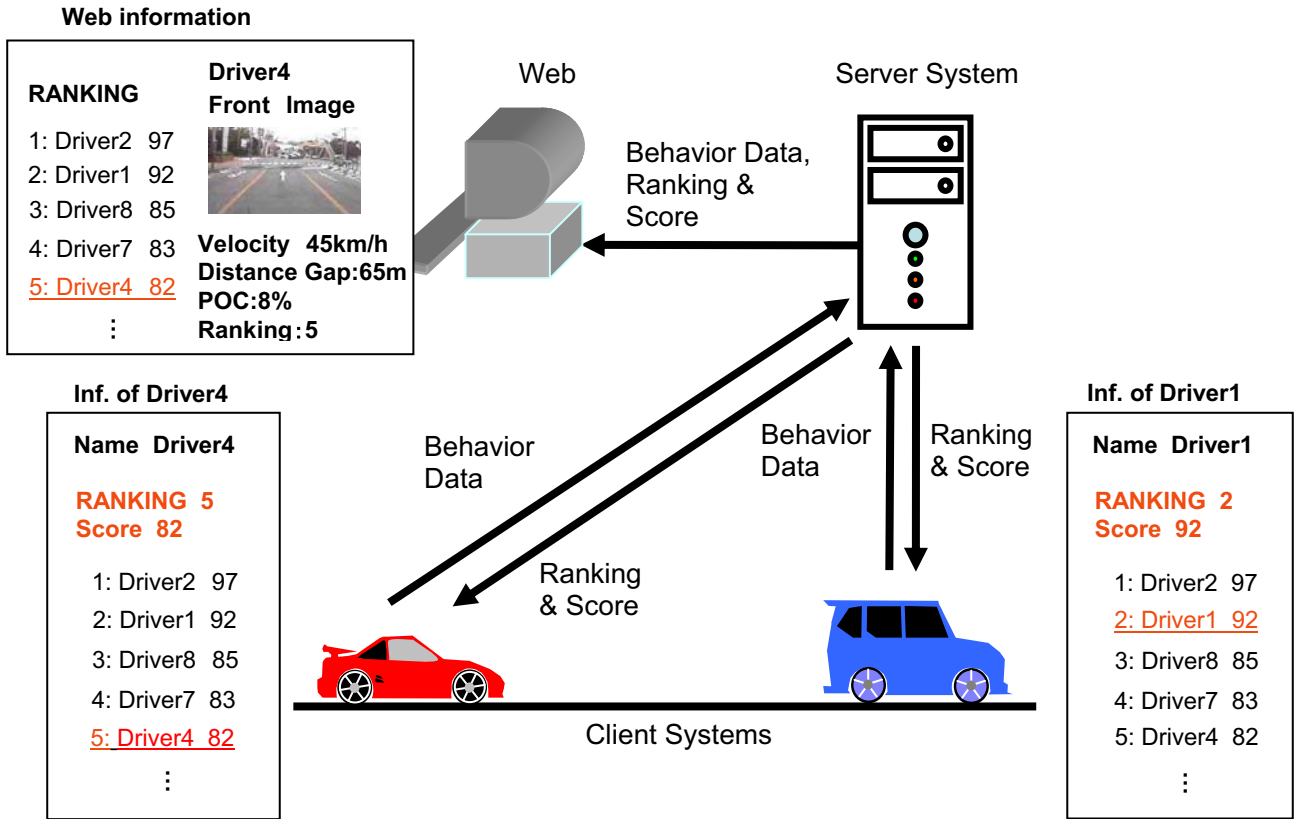 Web information
RANKING
1: Driver2 97
2: Driver1 92
3: Driver8 85
4: Driver7 83
5: Driver4 82
⋮
Driver4
Front Image
Velocity 45km/h
Distance Gap:65m
POC:8%
Ranking:5
Web
Server System
Behavior Data,
Ranking &
Score
Inf. of Driver4
Name Driver4
RANKING 5
Score 82
1: Driver2 97
2: Driver1 92
3: Driver8 85
4: Driver7 83
5: Driver4 82
⋮
Behavior
Data
Ranking
& Score
Behavior
Data
Ranking
& Score
Client Systems
Inf. of Driver1
Name Driver1
RANKING 2
Score 92
1: Driver2 97
2: Driver1 92
3: Driver8 85
4: Driver7 83
5: Driver4 82
⋮